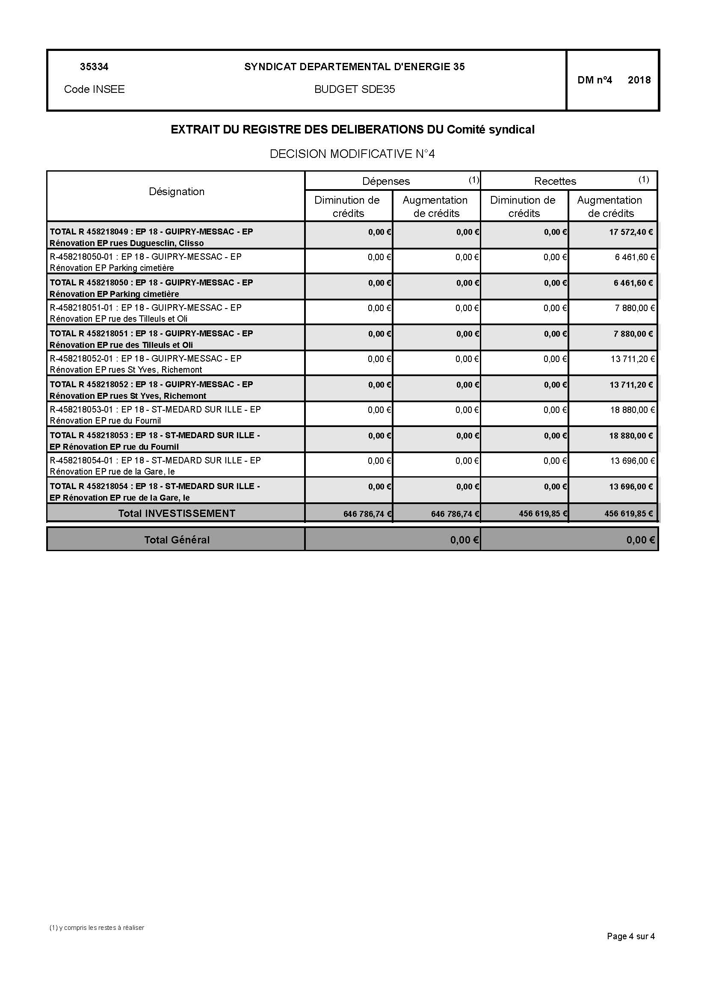 35334
SYNDICAT DEPARTEMENTAL D'ENERGIE 35
DM n°4 2018
Code INSEE
BUDGET SDE35
EXTRAIT DU REGISTRE DES DELIBERATIONS DU Comité syndical
DECISION MODIFICATIVE N°4
Désignation
Dépenses (1) Recettes (1)
Diminution de crédits
Augmentation de crédits
Diminution de crédits
Augmentation de crédits
TOTAL R 458218049 : EP 18 - GUIPRY-MESSAC - EP 0,00 € 0,00 € 0,00 € 17 572,40 €
Rénovation EP rues Duguesclin, Clisso
R-458218050-01 : EP 18 - GUIPRY-MESSAC - EP 0,00 € 0,00 € 0,00 € 6 461,60 €
Rénovation EP Parking cimetière
TOTAL R 458218050 : EP 18 - GUIPRY-MESSAC - EP 0,00 € 0,00 € 0,00 € 6 461,60 €
Rénovation EP Parking cimetière
R-458218051-01 : EP 18 - GUIPRY-MESSAC - EP 0,00 € 0,00 € 0,00 € 7 880,00 €
Rénovation EP rue des Tilleuls et Oli
TOTAL R 458218051 : EP 18 - GUIPRY-MESSAC - EP 0,00 € 0,00 € 0,00 € 7 880,00 €
Rénovation EP rue des Tilleuls et Oli
R-458218052-01 : EP 18 - GUIPRY-MESSAC - EP 0,00 € 0,00 € 0,00 € 13 711,20 €
Rénovation EP rues St Yves, Richemont
TOTAL R 458218052 : EP 18 - GUIPRY-MESSAC - EP 0,00 € 0,00 € 0,00 € 13 711,20 €
Rénovation EP rues St Yves, Richemont
R-458218053-01 : EP 18 - ST-MEDARD SUR ILLE - EP 0,00 € 0,00 € 0,00 € 18 880,00 €
Rénovation EP rue du Fournil
TOTAL R 458218053 : EP 18 - ST-MEDARD SUR ILLE - 0,00 € 0,00 € 0,00 € 18 880,00 €
EP Rénovation EP rue du Fournil
R-458218054-01 : EP 18 - ST-MEDARD SUR ILLE - EP 0,00 € 0,00 € 0,00 € 13 696,00 €
Rénovation EP rue de la Gare, le
TOTAL R 458218054 : EP 18 - ST-MEDARD SUR ILLE - 0,00 € 0,00 € 0,00 € 13 696,00 €
EP Rénovation EP rue de la Gare, le
Total INVESTISSEMENT 646 786,74 € 646 786,74 € 456 619,85 € 456 619,85 €
Total Général 0,00 € 0,00 €
(1) y compris les restes à réaliser
Page 4 sur 4